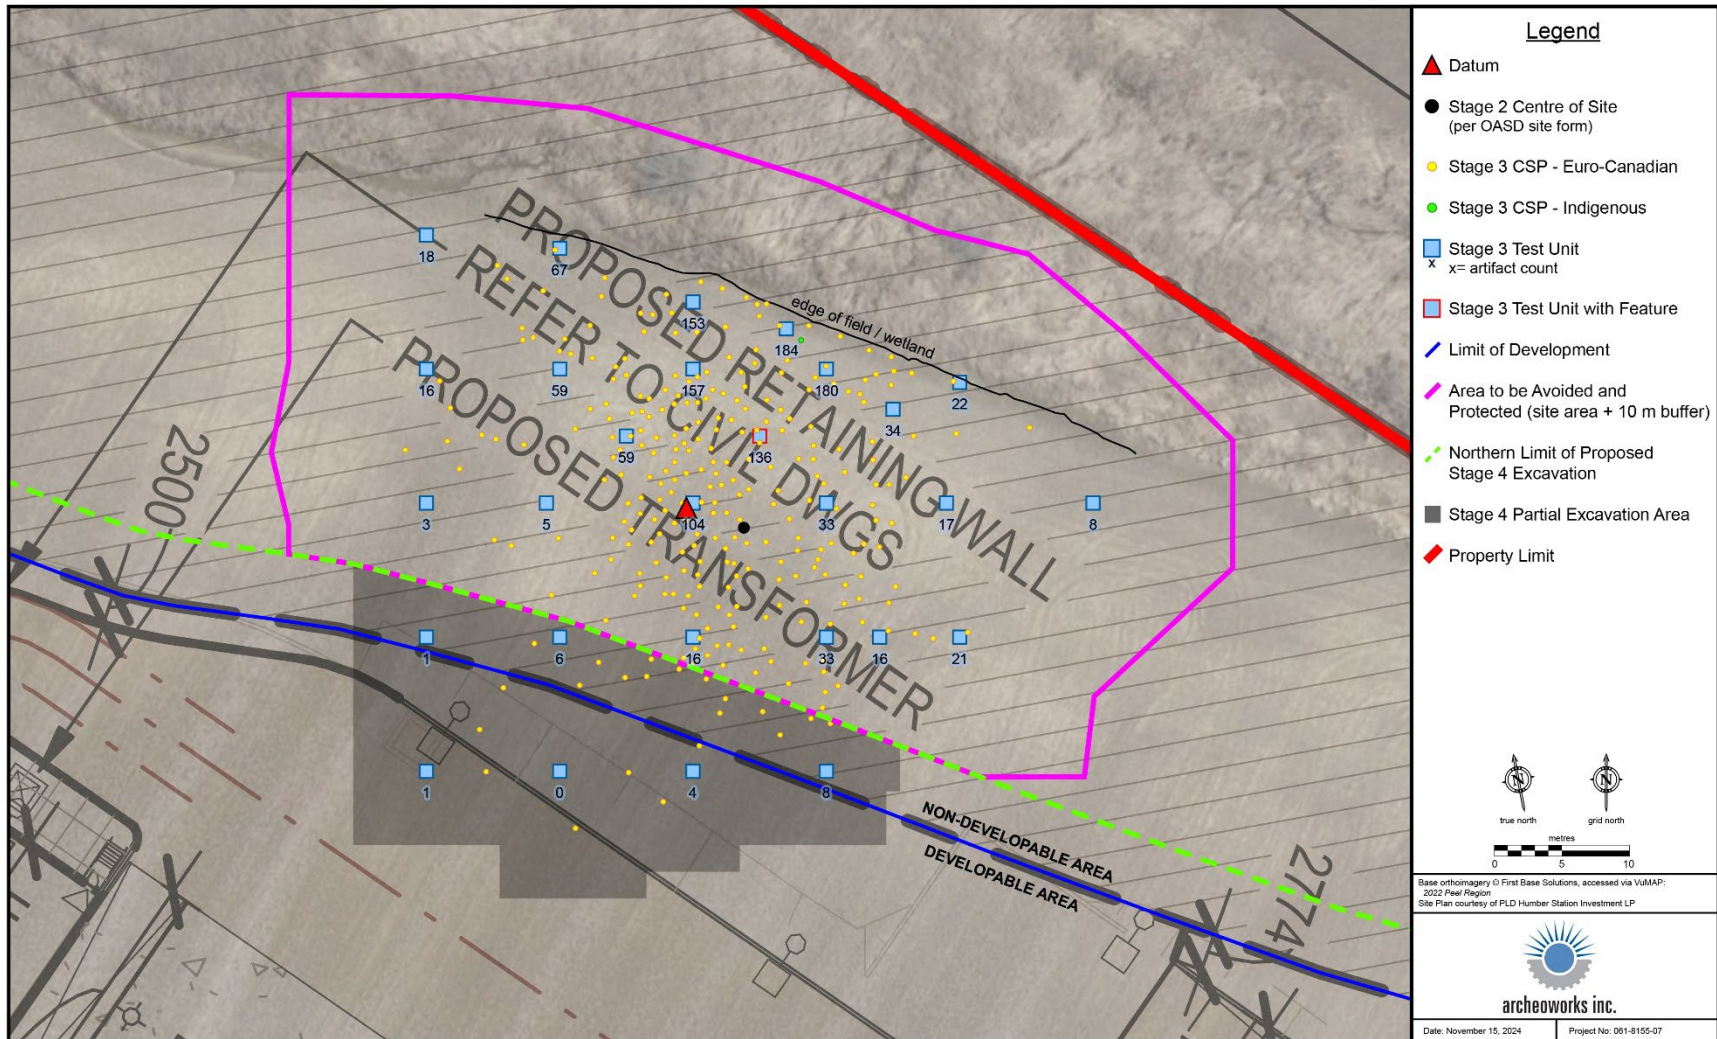 PROPOSED RETAINING WALL
REFER TO CIVIL DWGS
PROPOSED TRANSFORMER
edge of field / wetland
2500
2774
18
67
153
184
16
59
157
180
22
34
59
136
3
5
104
33
17
8
1
6
16
33
16
21
1
0
4
8
NON-DEVELOPABLE AREA
DEVELOPABLE AREA
Legend
Datum
Stage 2 Centre of Site
(per OASD site form)
Stage 3 CSP - Euro-Canadian
Stage 3 CSP - Indigenous
Stage 3 Test Unit
x x= artifact count
Stage 3 Test Unit with Feature
Limit of Development
Area to be Avoided and
Protected (site area + 10 m buffer)
Northern Limit of Proposed
Stage 4 Excavation
Stage 4 Partial Excavation Area
Property Limit
N N
true north grid north
metres
0 5 10
Base orthoimagery © First Base Solutions, accessed via VuMAP:
2022 Peel Region
Site Plan courtesy of PLD Humber Station Investment LP
archeoworks inc.
Date: November 15, 2024 Project No: 061-8155-07